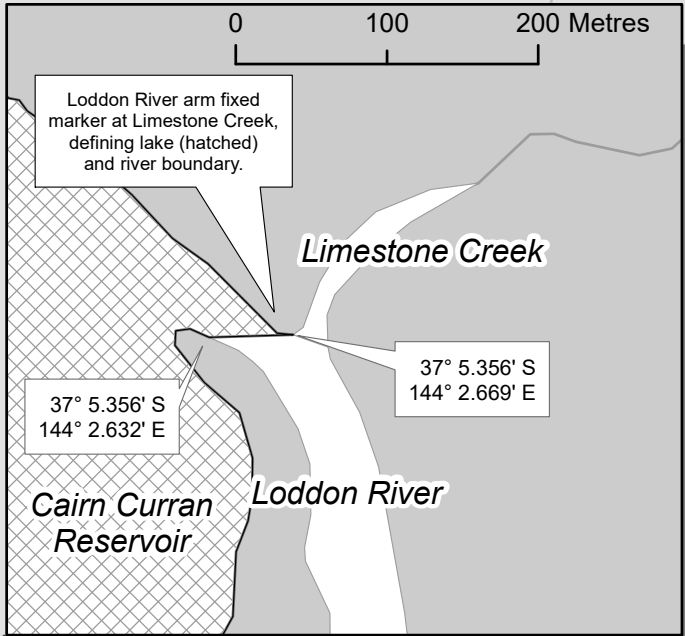 0 100 200 Metres
Loddon River arm fixed
marker at Limestone Creek,
defining lake (hatched)
and river boundary.
Limestone Creek
37° 5.356' S
144° 2.669' E
37° 5.356' S
144° 2.632' E
Cairn Curran
Reservoir
Loddon River